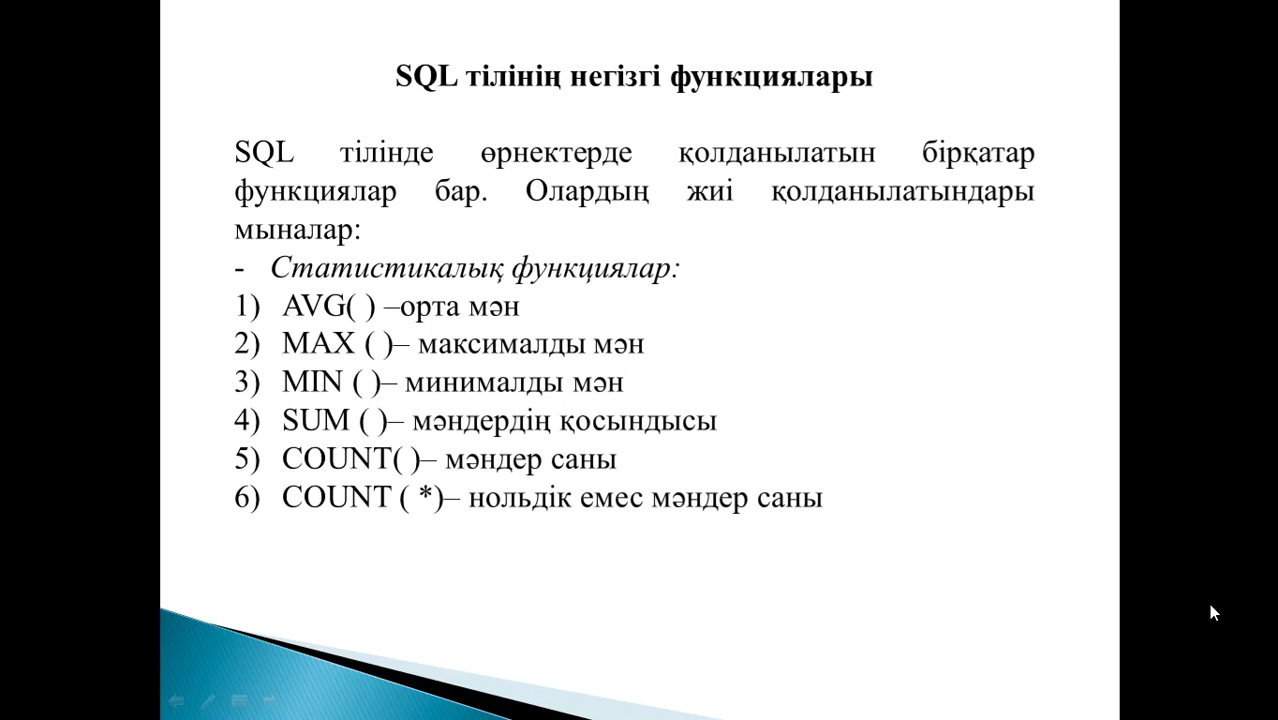 SQL тілінің негізгі функциялары
SQL тілінде өрнектерде қолданылатын бірқатар
функциялар бар. Олардың жиі қолданылатындары
мыналар:
- Статистикалық функциялар:
1) AVG( ) –орта мән
2) MAX ( )– максималды мән
3) MIN ( )– минималды мән
4) SUM ( )– мәндердің қосындысы
5) COUNT( )– мәндер саны
6) COUNT ( *)– нольдік емес мәндер саны